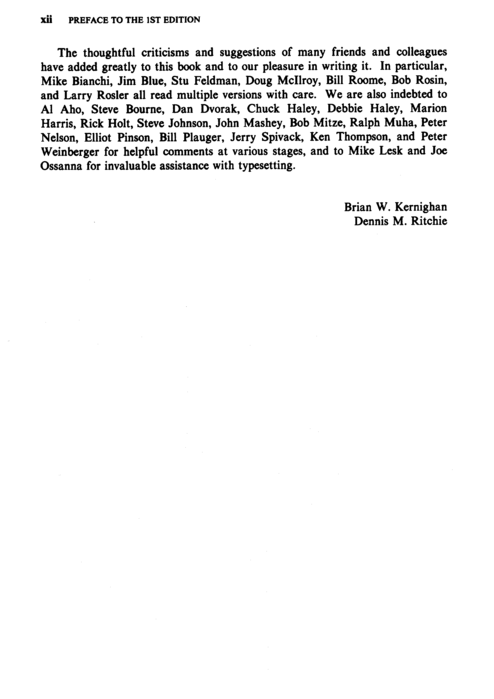 xii PREFACE TO THE 1ST EDITION
The thoughtful criticisms and suggestions of many friends and colleagues
have added greatly to this book and to our pleasure in writing it. In particular,
Mike Bianchi, Jim Blue, Stu Feldman, Doug McIlroy, Bill Roome, Bob Rosin,
and Larry Rosler all read multiple versions with care. We are also indebted to
Al Aho, Steve Bourne, Dan Dvorak, Chuck Haley, Debbie Haley, Marion
Harris, Rick Holt, Steve Johnson, John Mashey, Bob Mitze, Ralph Muha, Peter
Nelson, Elliot Pinson, Bill Plauger, Jerry Spivack, Ken Thompson, and Peter
Weinberger for helpful comments at various stages, and to Mike Lesk and Joe
Ossanna for invaluable assistance with typesetting.
Brian W. Kernighan
Dennis M. Ritchie